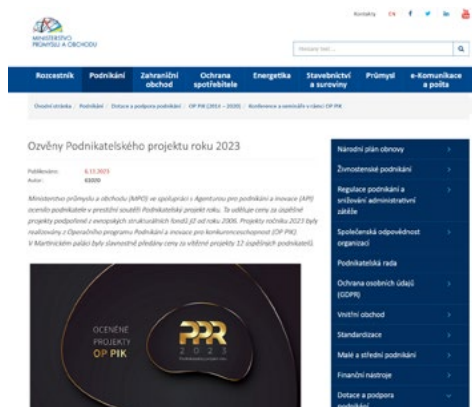 Kontakty EN
MINISTERSTVO
PRŮMYSLU A OBCHODU
Hledaný text ...
Rozcestník Podnikání Zahraniční obchod Ochrana spotřebitele Energetika Stavebnictví a suroviny Průmysl e-Komunikace a pošta
Úvodní stránka / Podnikání / Dotace a podpora podnikání / OP PIK (2014 – 2020) / Konference a semináře v rámci OP PIK
Ozvěny Podnikatelského projektu roku 2023
Publikováno: 6.12.2023
Autor:
Ministerstvo průmyslu a obchodu (MPO) ve spolupráci s Agenturou pro podnikání a inovace (API)
ocenilo podnikatele v prestižní soutěži Podnikatelský projekt roku. Ta uděluje ceny za úspěšné
projekty podpořené z evropských strukturálních fondů již od roku 2006. Projekty ročníku 2023 byly
realizovány z Operačního programu Podnikání a inovace pro konkurenceschopnost (OP PIK).
V Martinickém paláci byly slavnostně předány ceny za vítězné projekty 12 úspěšných podnikatelů.
OCENĚNÉ
PROJEKTY
OP PIK
PPR
2023
Podnikatelský projekt roku
Národní plán obnovy
Živnostenské podnikání
Regulace podnikání a
snižování administrativní
zátěže
Společenská odpovědnost
organizací
Podnikatelská rada
Ochrana osobních údajů
(GDPR)
Vnitřní obchod
Standardizace
Malé a střední podnikání
Finanční nástroje
Dotace a podpora
podnikání